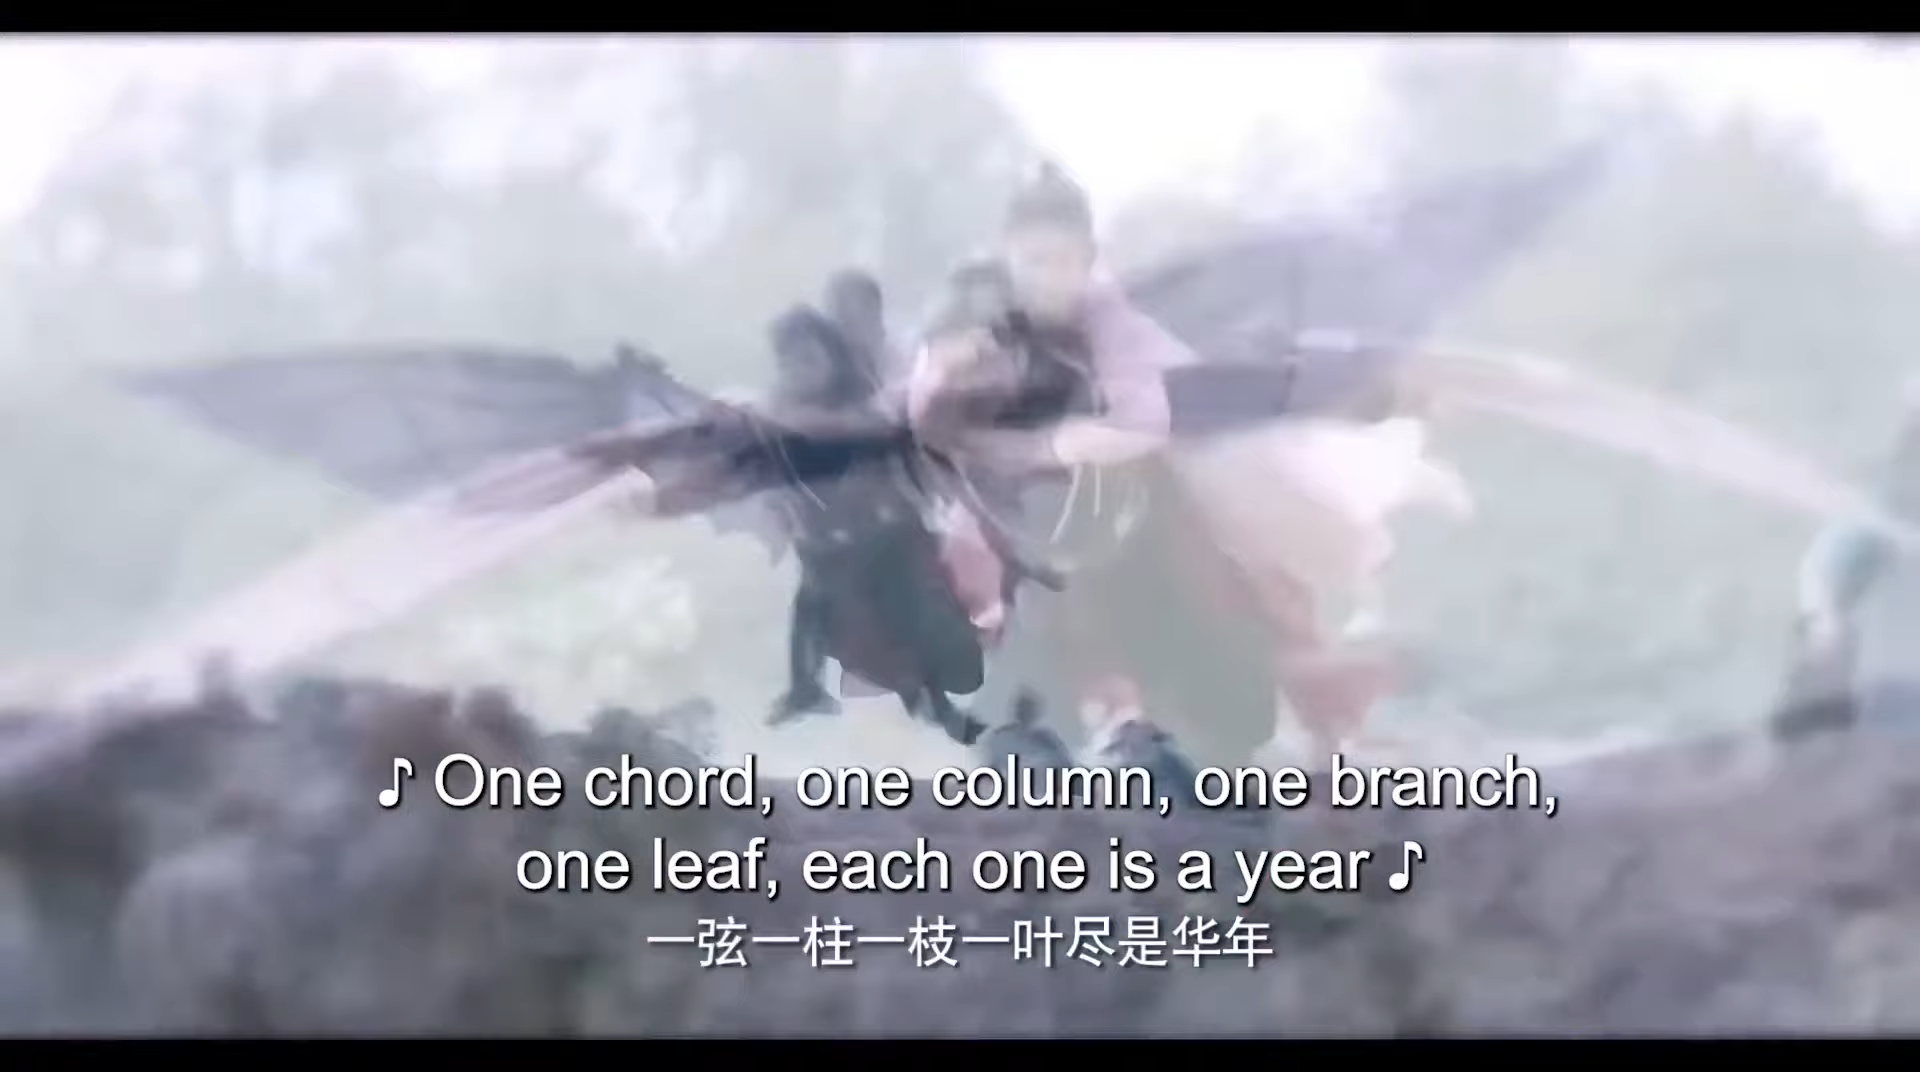 ♪ One chord, one column, one branch,
one leaf, each one is a year ♪
一弦一柱一枝一叶尽是华年